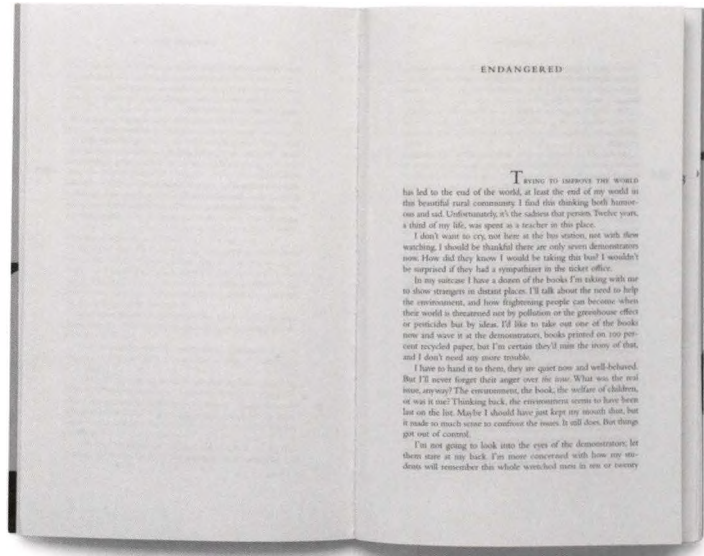 ENDANGERED
TRYING TO IMPROVE THE WORLD
has led to the end of the world, at least the end of my world in
this beautiful rural community. I find this thinking both humor-
ous and sad. Unfortunately, it's the sadness that persists. Twelve years,
a third of my life, was spent as a teacher in this place.
I don't want to cry, not here at the bus station, not with them
watching. I should be thankful there are only seven demonstrators
now. How did they know I would be taking this bus? I wouldn't
be surprised if they had a sympathizer in the ticket office.
In my suitcase I have a dozen of the books I'm taking with me
to show strangers in distant places. I'll talk about the need to help
the environment, and how frightening people can become when
their world is threatened not by pollution or the greenhouse effect
or pesticides but by ideas. I'd like to take out one of the books
now and wave it at the demonstrators, books printed on 100 per-
cent recycled paper, but I'm certain they'll miss the irony of that,
and I don't need any more trouble.
I have to hand it to them, they are quiet now and well-behaved.
But I'll never forget their anger over the issue. What was the real
issue, anyway? The environment, the book, the welfare of children,
or was it me? Thinking back, the environment seems to have been
last on the list. Maybe I should have just kept my mouth shut, but
it made so much sense to confront the issues. It still does. But things
got out of control.
I'm not going to look into the eyes of the demonstrators; let
them stare at my back. I'm more concerned with how my stu-
dents will remember this whole wretched mess in ten or twenty